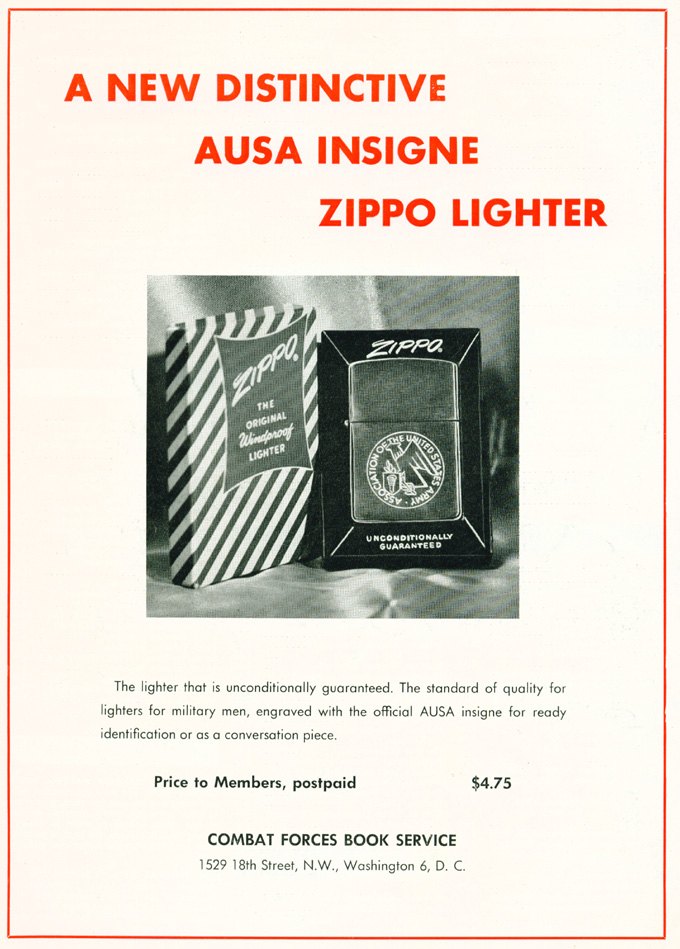 A NEW DISTINCTIVE
AUSA INSIGNE
ZIPPO LIGHTER
ZIPPO
THE
ORIGINAL
Windproof
LIGHTER
ZIPPO
ASSOCIATION OF THE UNITED STATES ARMY
UNCONDITIONALLY
GUARANTEED
The lighter that is unconditionally guaranteed. The standard of quality for
lighters for military men, engraved with the official AUSA insigne for ready
identification or as a conversation piece.
Price to Members, postpaid $4.75
COMBAT FORCES BOOK SERVICE
1529 18th Street, N.W., Washington 6, D. C.